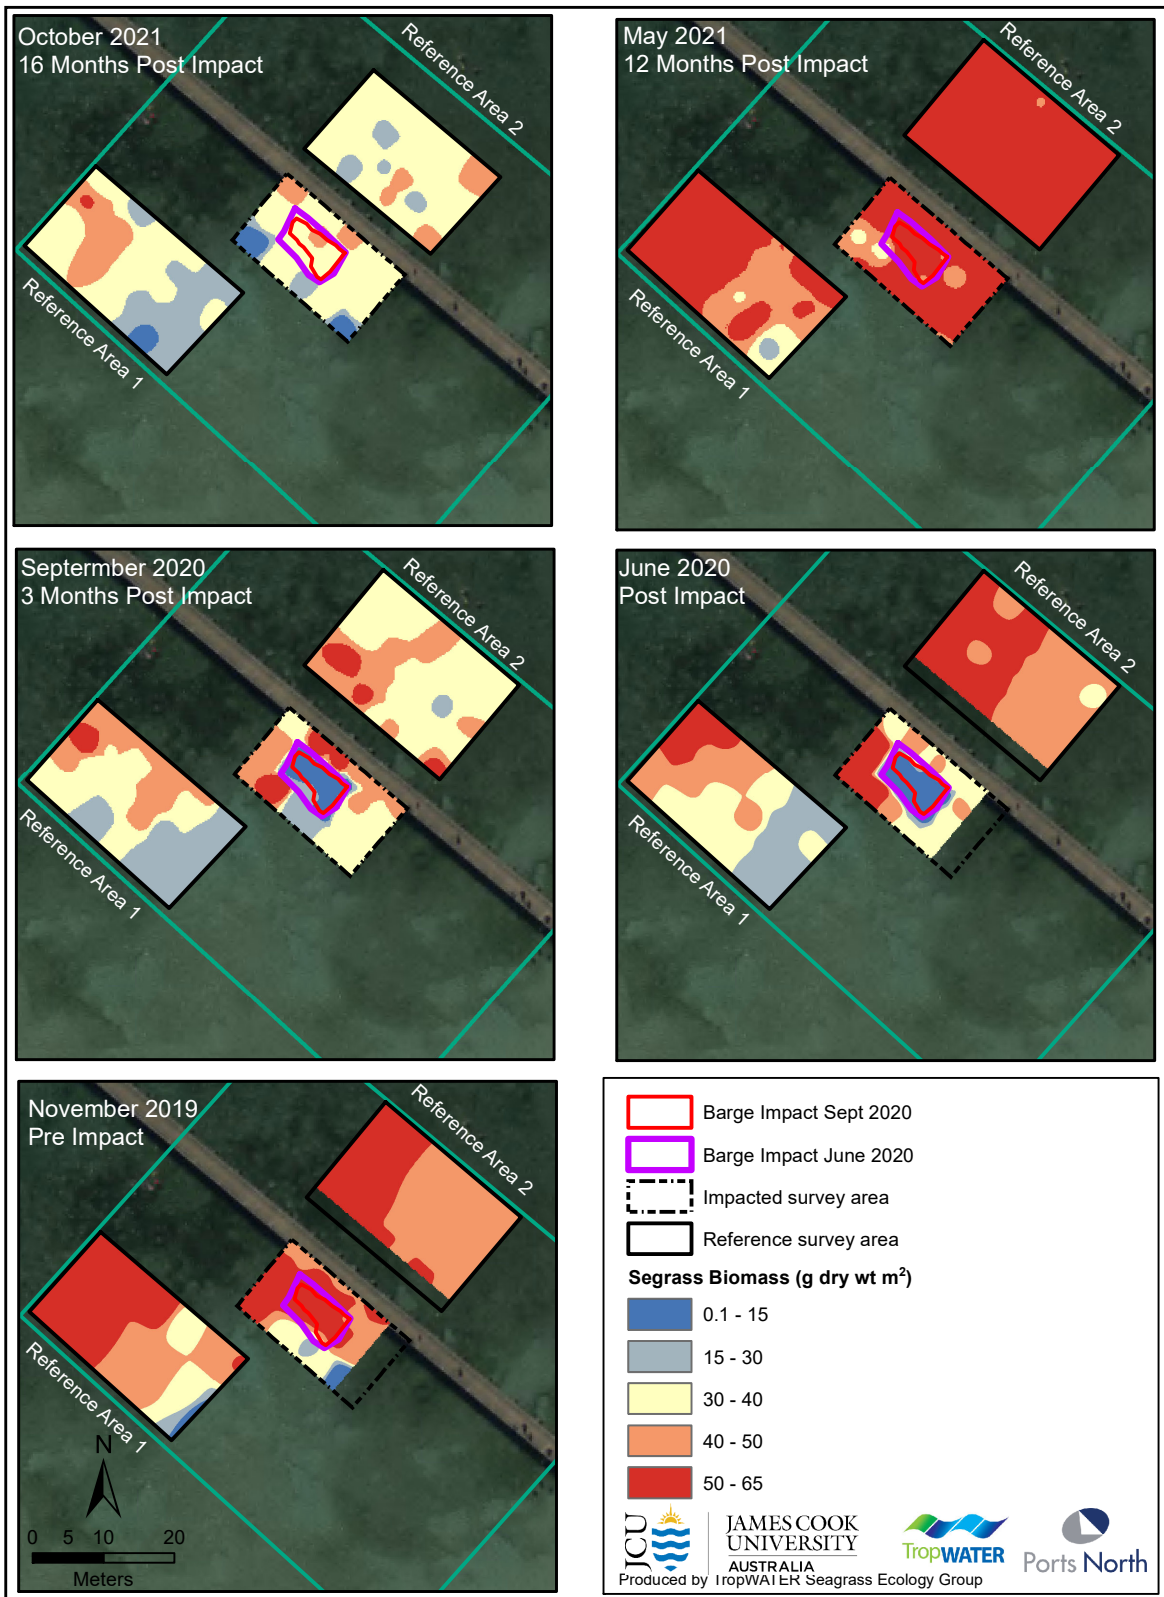 October 2021
16 Months Post Impact
Reference Area 2
Reference Area 1
May 2021
12 Months Post Impact
Reference Area 2
Reference Area 1
Septermber 2020
3 Months Post Impact
Reference Area 2
Reference Area 1
June 2020
Post Impact
Reference Area 2
Reference Area 1
November 2019
Pre Impact
Reference Area 2
Reference Area 1
N
0 5 10 20
Meters
Barge Impact Sept 2020
Barge Impact June 2020
Impacted survey area
Reference survey area
Segrass Biomass (g dry wt m²)
0.1 - 15
15 - 30
30 - 40
40 - 50
50 - 65
JCU
JAMES COOK
UNIVERSITY
AUSTRALIA
TropWATER
Ports North
Produced by TropWATER Seagrass Ecology Group